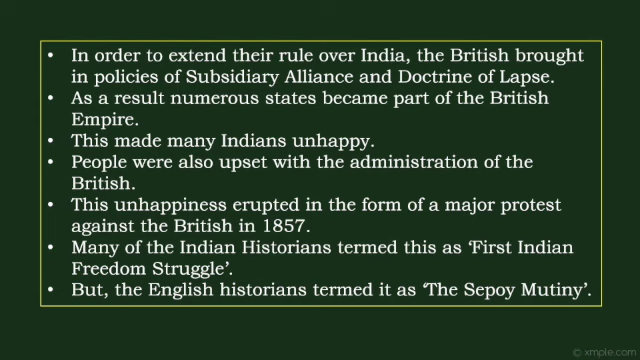 • In order to extend their rule over India, the British brought
in policies of Subsidiary Alliance and Doctrine of Lapse.
• As a result numerous states became part of the British
Empire.
• This made many Indians unhappy.
• People were also upset with the administration of the
British.
• This unhappiness erupted in the form of a major protest
against the British in 1857.
• Many of the Indian Historians termed this as ‘First Indian
Freedom Struggle’.
• But, the English historians termed it as ‘The Sepoy Mutiny’.
© xmple.com